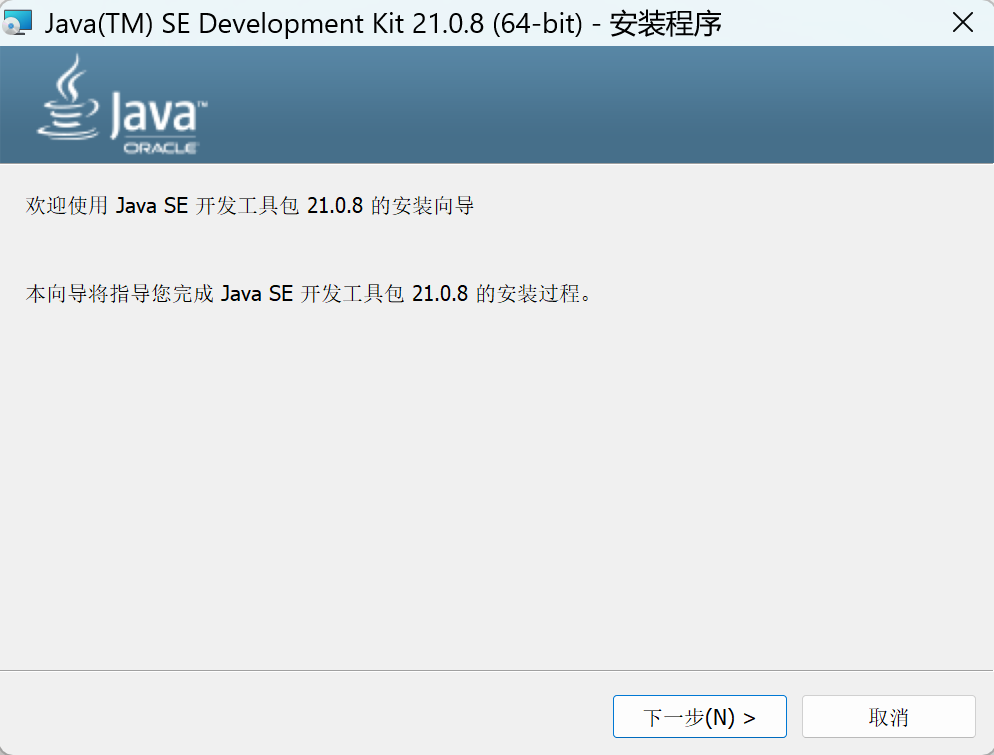 Java(TM) SE Development Kit 21.0.8 (64-bit) - 安装程序
Java™
ORACLE
欢迎使用 Java SE 开发工具包 21.0.8 的安装向导
本向导将指导您完成 Java SE 开发工具包 21.0.8 的安装过程。
下一步(N) >
取消